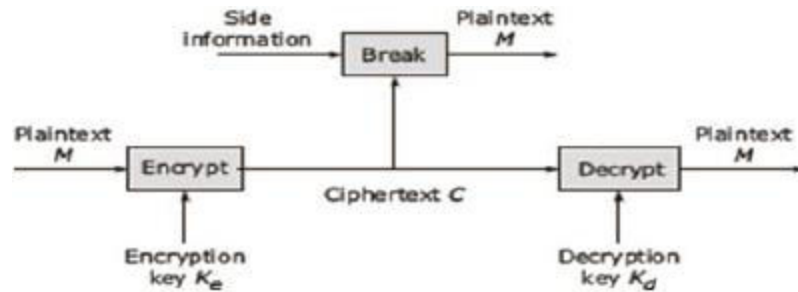 Side
information
Break
Plaintext
M
Plaintext
M
Encrypt
Ciphertext C
Decrypt
Plaintext
M
Encryption
key Ke
Decryption
key Kd